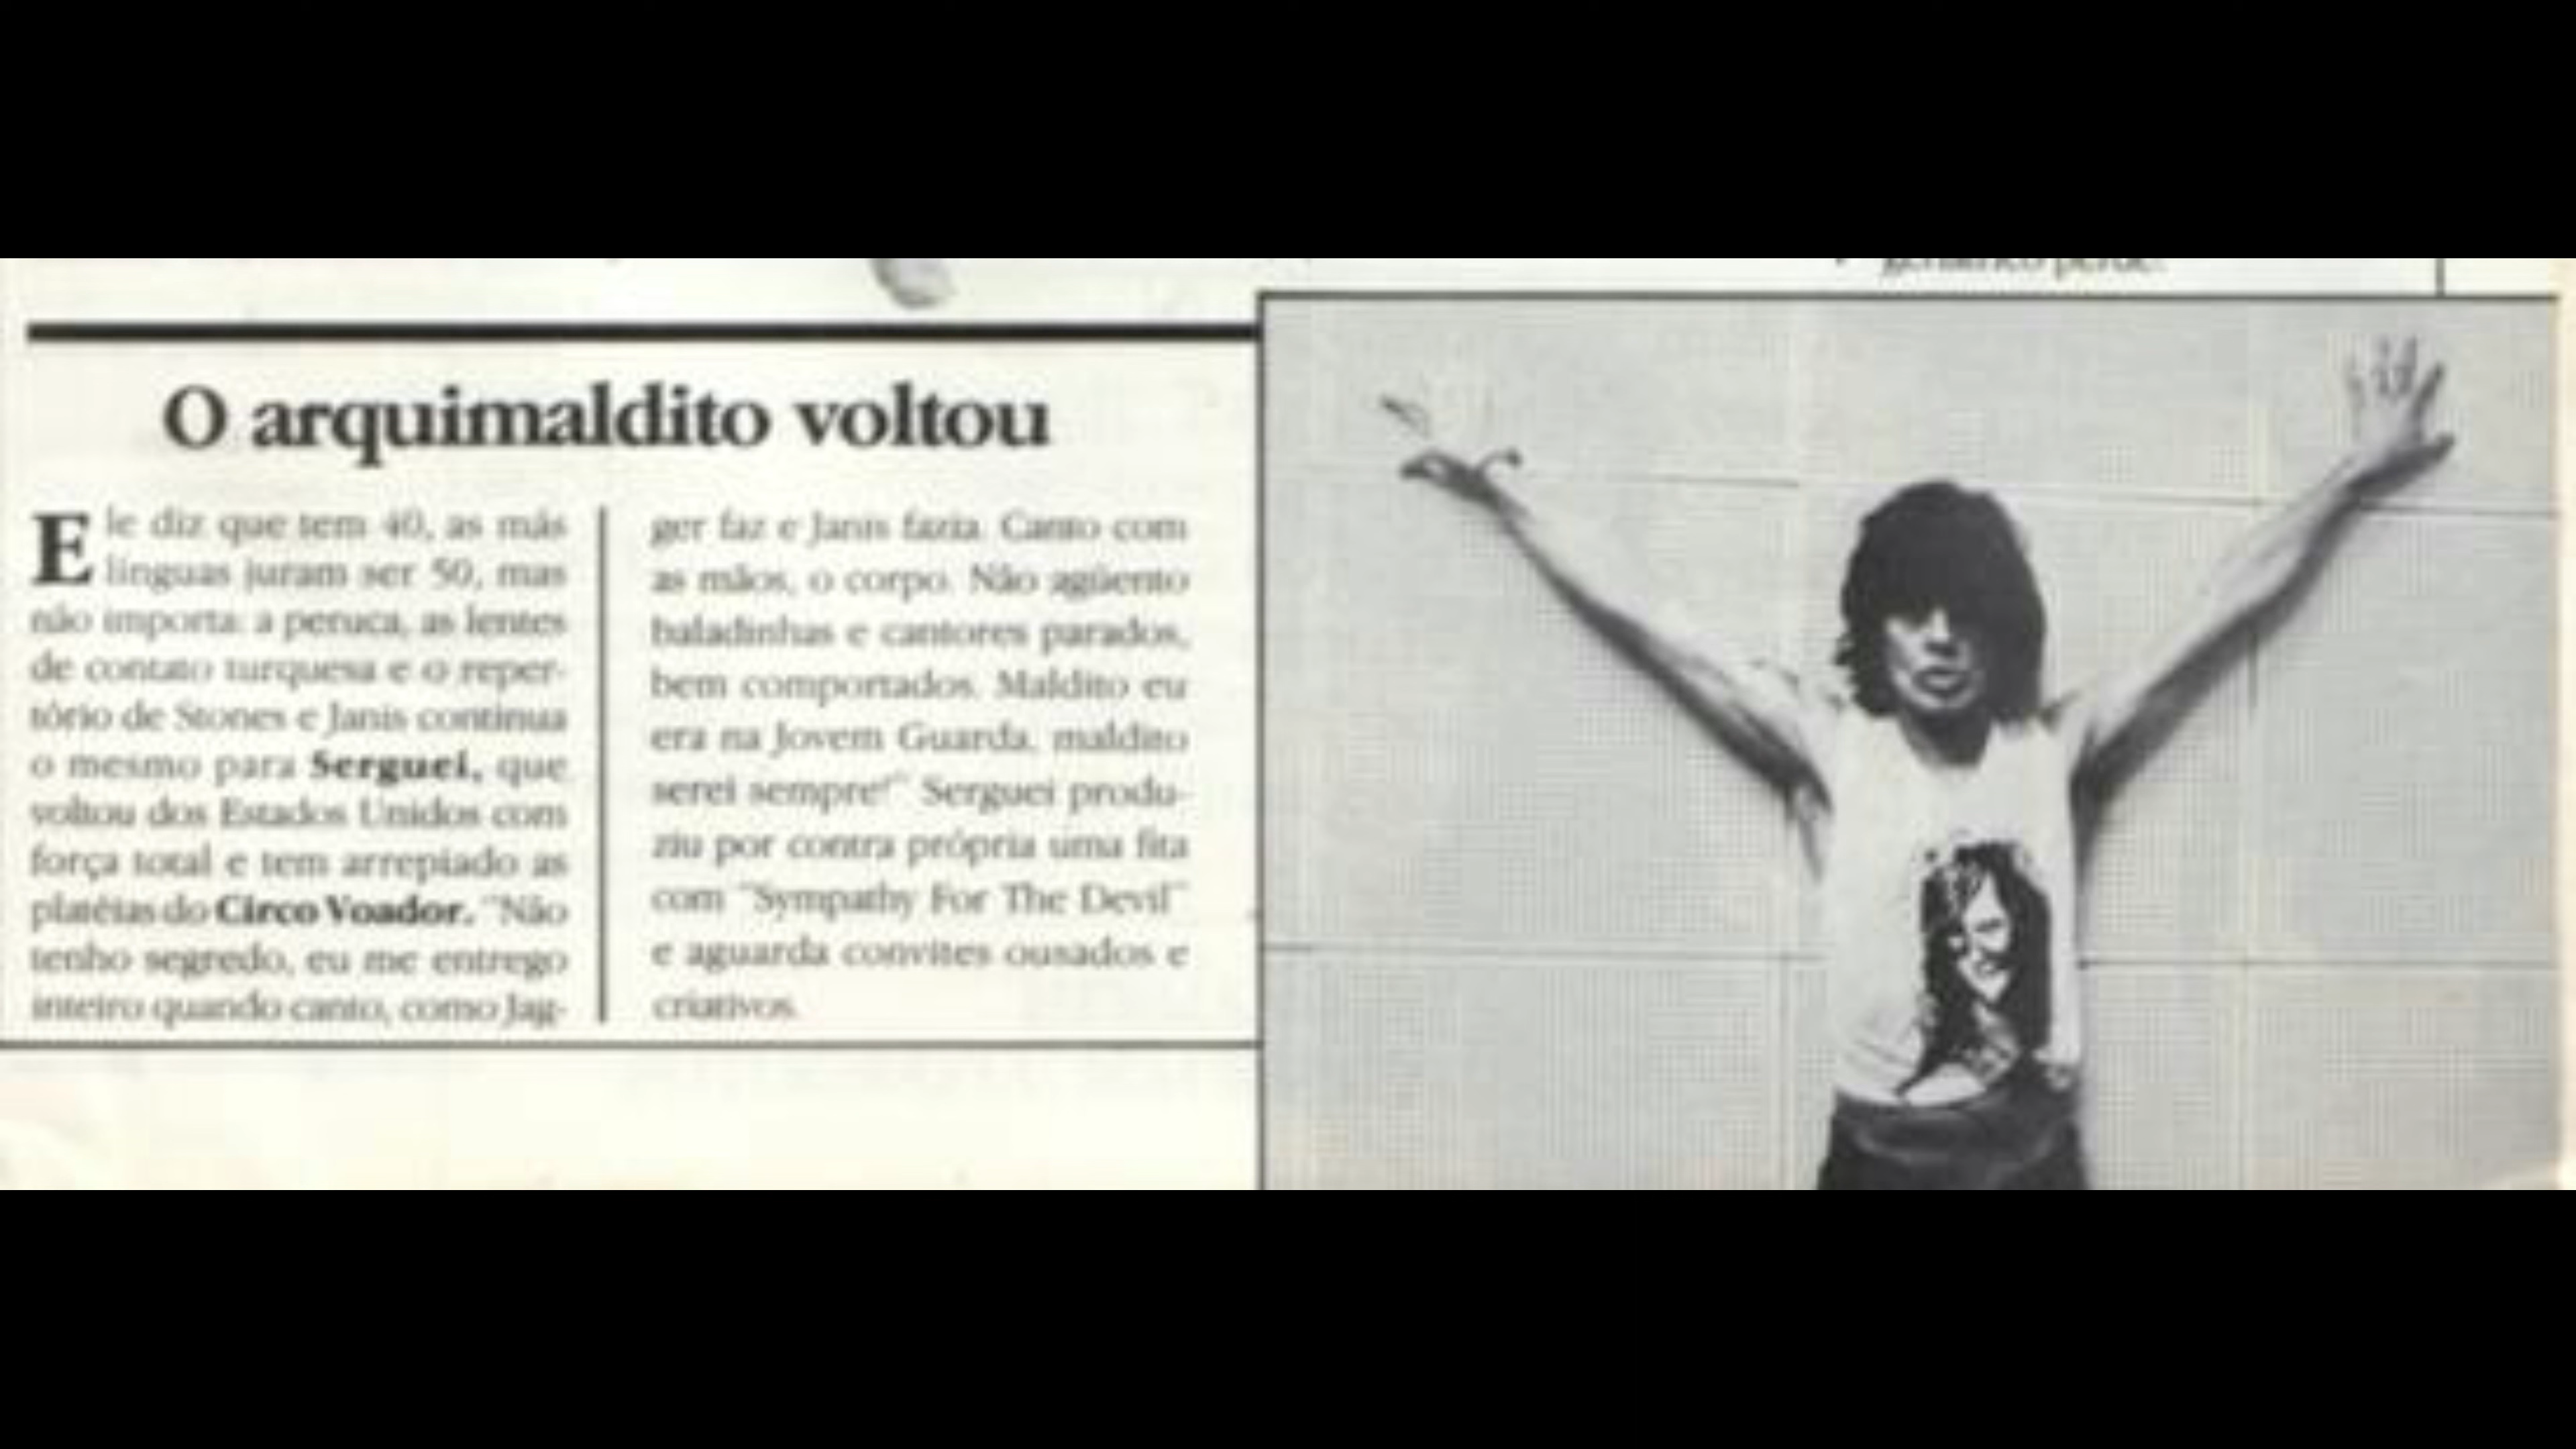 O arquimaldito voltou
Ele diz que tem 40, as más
línguas juram ser 50, mas
não importa: a peruca, as lentes
de contato turquesa e o reper-
tório de Stones e Janis continua
o mesmo para Serguei, que
voltou dos Estados Unidos com
força total e tem arrepiado as
platéias do Circo Voador. "Não
tenho segredo, eu me entrego
inteiro quando canto, como Jag-
ger faz e Janis fazia. Canto com
as mãos, o corpo. Não agüento
baladinhas e cantores parados,
bem comportados. Maldito eu
era na Jovem Guarda, maldito
serei sempre!" Serguei produ-
ziu por contra própria uma fita
com "Sympathy For The Devil"
e aguarda convites ousados e
criativos.